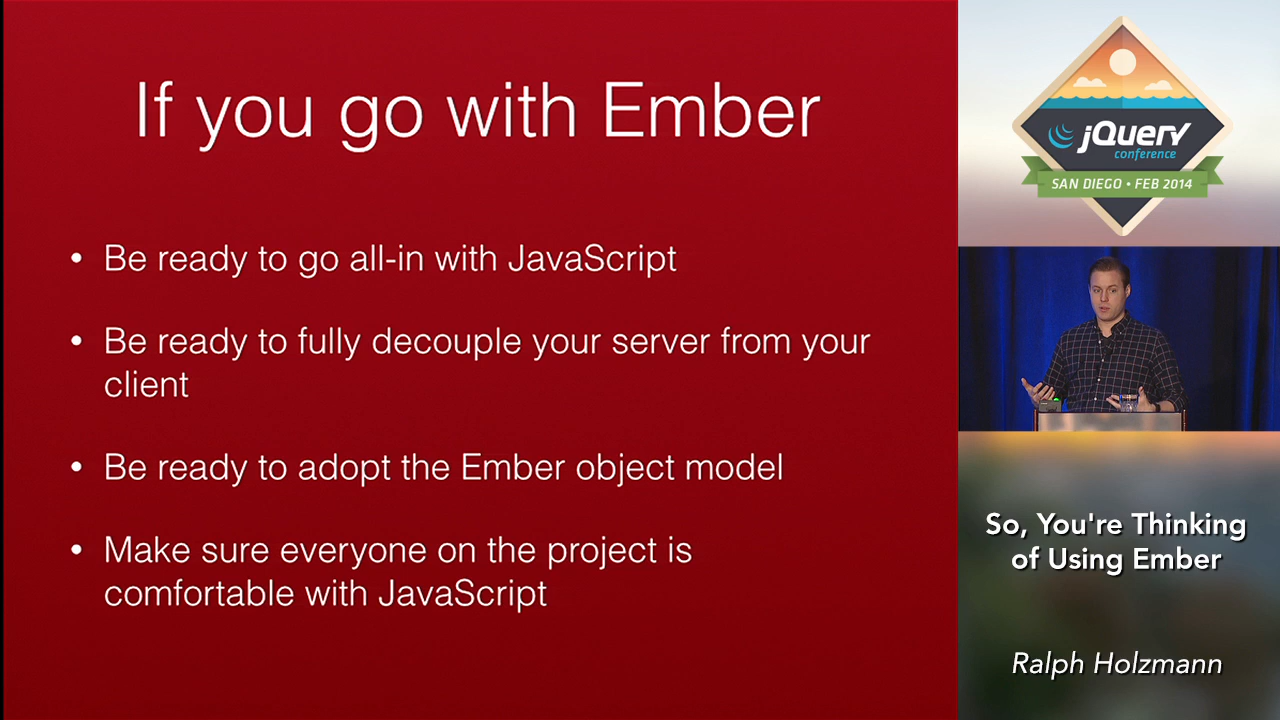 If you go with Ember
• Be ready to go all-in with JavaScript
• Be ready to fully decouple your server from your
client
• Be ready to adopt the Ember object model
• Make sure everyone on the project is
comfortable with JavaScript
jQuery
conference
SAN DIEGO • FEB 2014
So, You're Thinking
of Using Ember
Ralph Holzmann